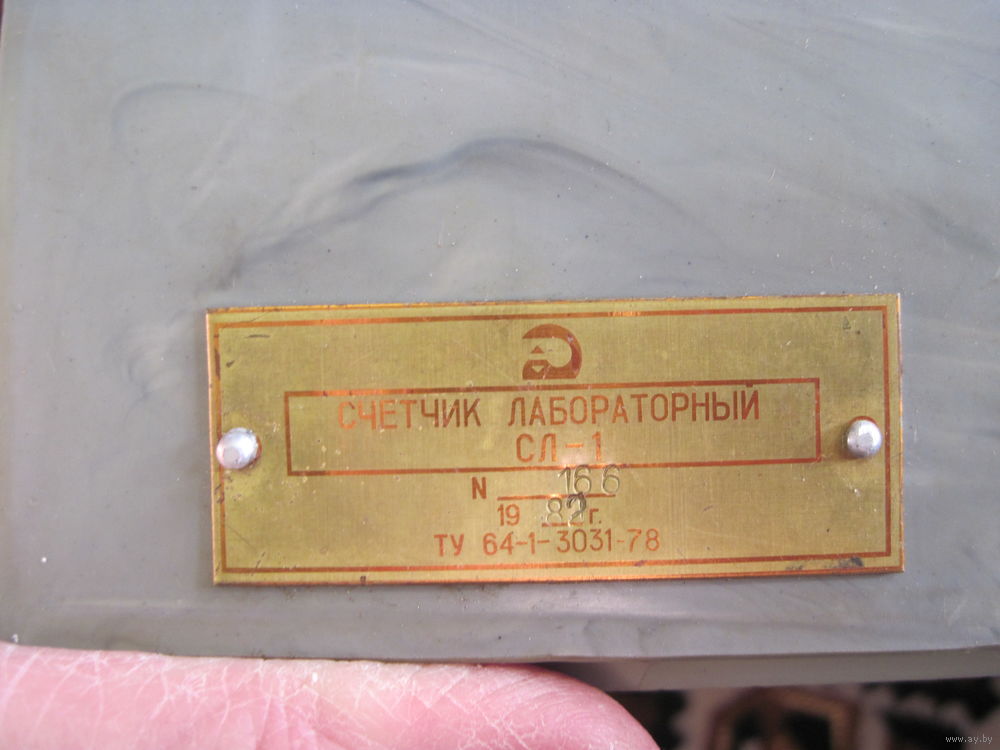 СЧЕТЧИК ЛАБОРАТОРНЫЙ
СЛ-1
N 166
19 82 г.
ТУ 64-1-3031-78
www.ay.by